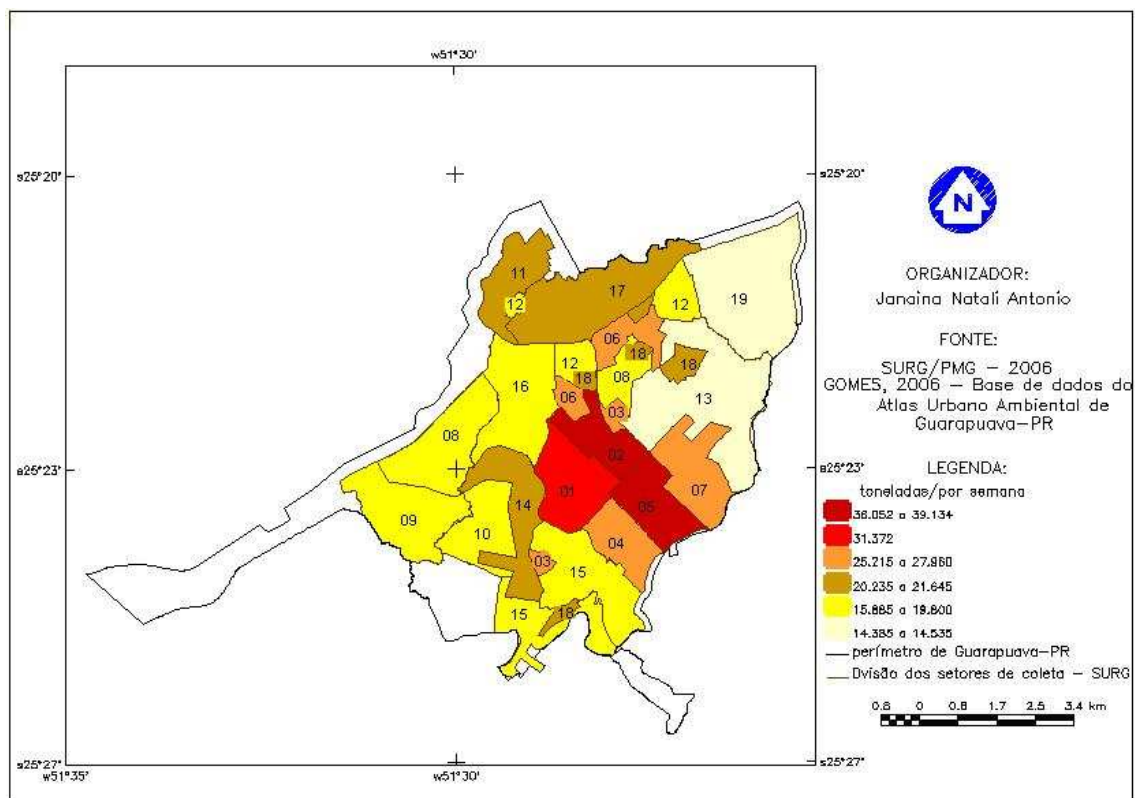 w51°30'
s25°20'
s25°20'
N
ORGANIZADOR:
Janaina Natali Antonio
FONTE:
SURG/PMG - 2006
GOMES, 2006 - Base de dados do
Atlas Urbano Ambiental de
Guarapuava-PR
LEGENDA:
toneladas/por semana
36.052 a 39.134
31.372
25.215 a 27.960
20.235 a 21.645
15.885 a 19.800
14.385 a 14.535
perímetro de Guarapuava-PR
Dvisão dos setores de coleta - SURG
0.8 0 0.8 1.7 2.5 3.4 km
11
12
17
12
19
06
12
18
08
18
16
18
06
03
13
08
02
01
05
07
09
10
14
04
03
15
15
18
s25°23'
s25°23'
s25°27'
s25°27'
w51°35'
w51°30'